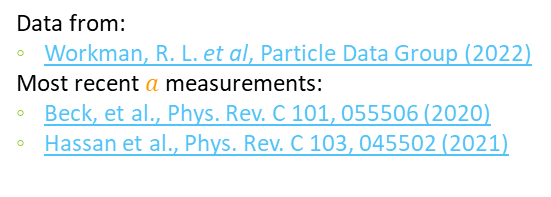 Data from:
◦ Workman, R. L. et al, Particle Data Group (2022)
Most recent a measurements:
◦ Beck, et al., Phys. Rev. C 101, 055506 (2020)
◦ Hassan et al., Phys. Rev. C 103, 045502 (2021)